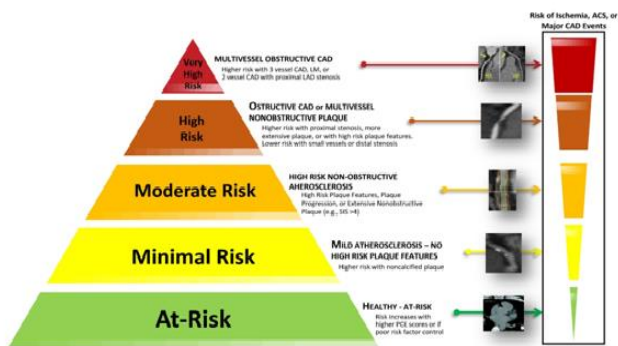 Risk of Ischemia, ACS, or
Major CAD Events
Very
High
Risk
MULTIVESSEL OBSTRUCTIVE CAD
Higher risk with 3 vessel CAD, LM, or
2 vessel CAD with proximal LAD stenosis
High
Risk
OSTRUCTIVE CAD OR MULTIVESSEL
NONOBSTRUCTIVE PLAQUE
Higher risk with proximal stenosis, more
extensive plaque, or with high risk plaque features.
Lower risk with small vessels or distal stenosis
Moderate Risk
HIGH RISK NON-OBSTRUCTIVE
AHEROSCLEROSIS
High Risk Plaque Features, Plaque
Progression, or Extensive Nonobstructive
Plaque (e.g., SIS >4)
Minimal Risk
MILD ATHEROSCLEROSIS – NO
HIGH RISK PLAQUE FEATURES
Higher risk with noncalcified plaque
At-Risk
HEALTHY - AT-RISK
Risk increases with
higher PCE scores or if
poor risk factor control